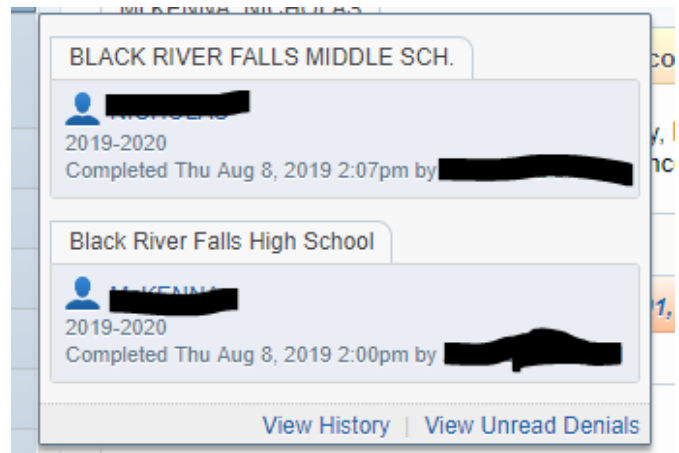 BLACK RIVER FALLS MIDDLE SCH.
2019-2020
Completed Thu Aug 8, 2019 2:07pm by
Black River Falls High School
2019-2020
Completed Thu Aug 8, 2019 2:00pm by
View History | View Unread Denials